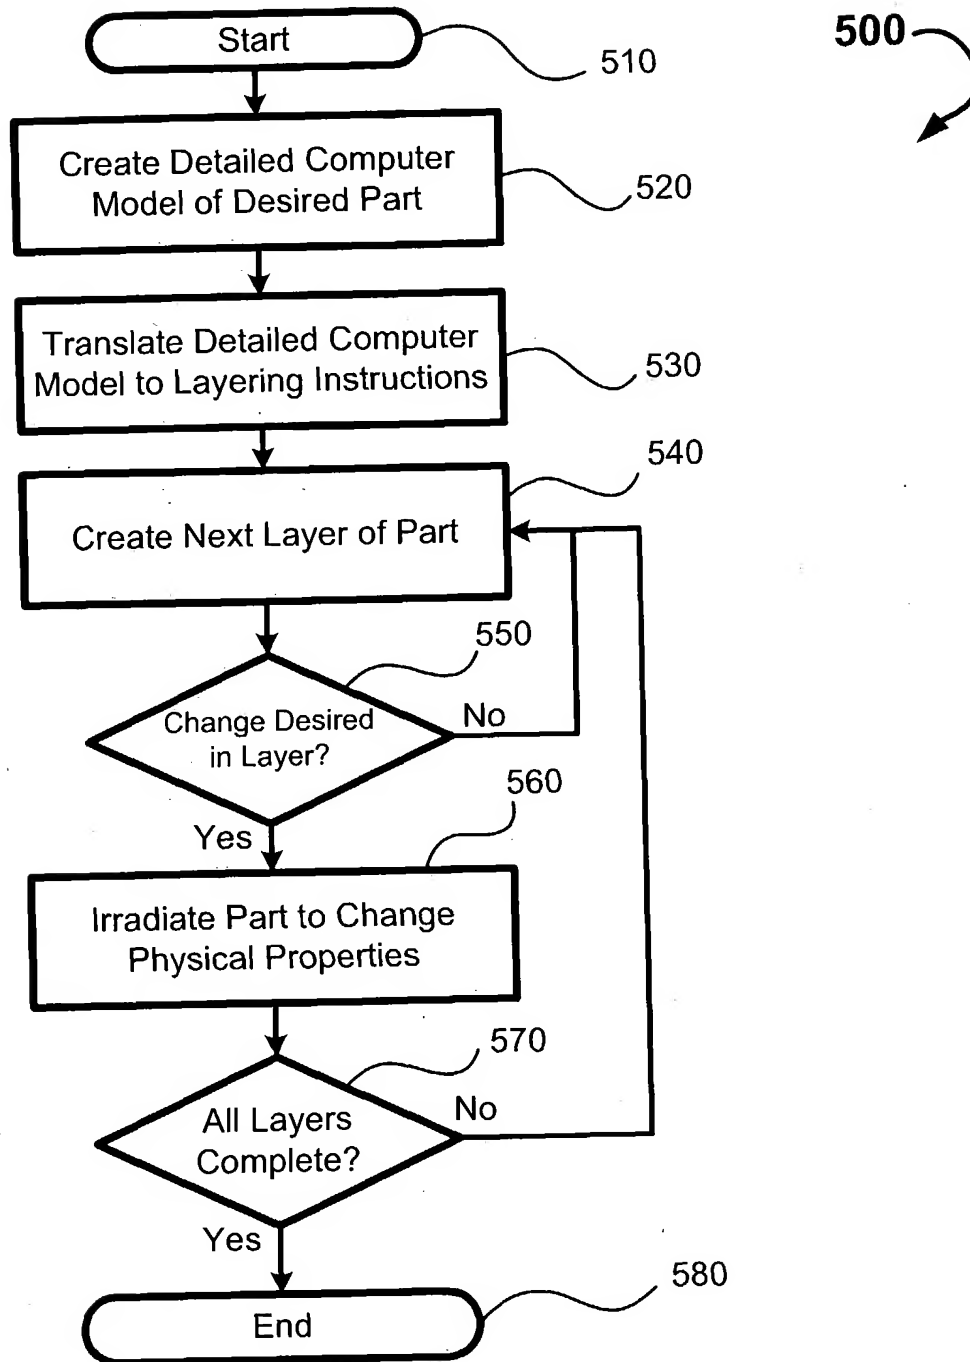 500
Start
510
Create Detailed Computer
Model of Desired Part
520
Translate Detailed Computer
Model to Layering Instructions
530
540
Create Next Layer of Part
550
Change Desired
in Layer?
No
560
Yes
Irradiate Part to Change
Physical Properties
570
All Layers
Complete?
No
Yes
580
End